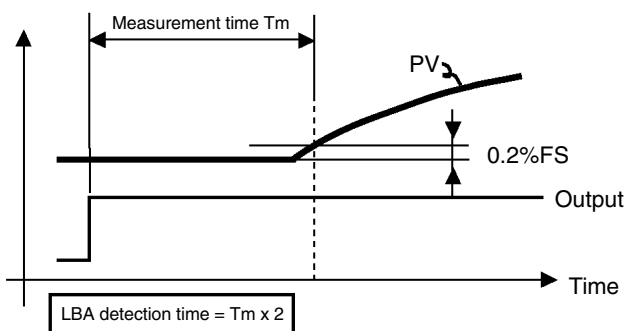 Measurement time Tm
PV
0.2%FS
Output
Time
LBA detection time = Tm x 2